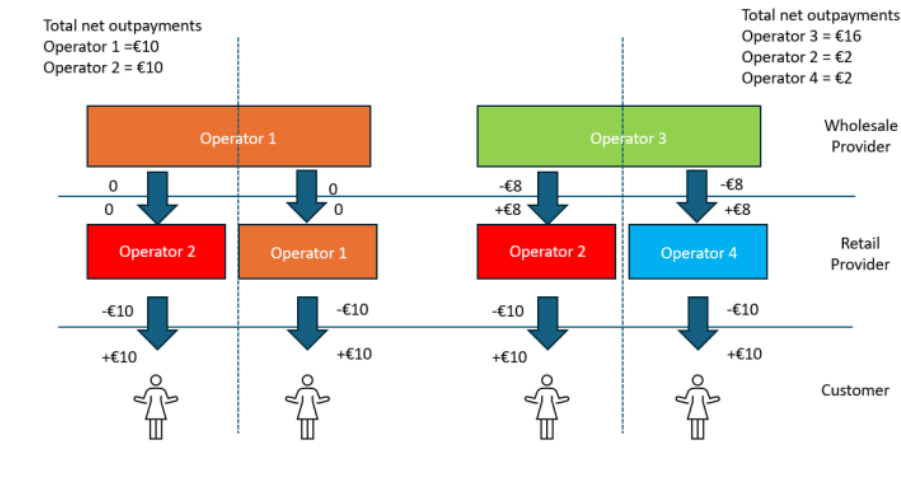 Total net outpayments
Operator 1 =€10
Operator 2 = €10
Total net outpayments
Operator 3 = €16
Operator 2 = €2
Operator 4 = €2
Operator 1
Operator 3
Wholesale
Provider
0
0
-€8
-€8
0
0
+€8
+€8
Operator 2
Operator 1
Operator 2
Operator 4
Retail
Provider
-€10
-€10
-€10
-€10
+€10
+€10
+€10
+€10
Customer